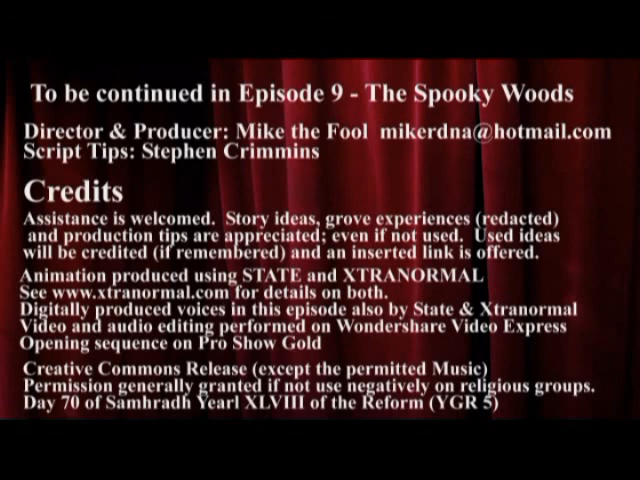 To be continued in Episode 9 - The Spooky Woods
Director & Producer: Mike the Fool mikerdna@hotmail.com
Script Tips: Stephen Crimmins
Credits
Assistance is welcomed. Story ideas, grove experiences (redacted)
and production tips are appreciated; even if not used. Used ideas
will be credited (if remembered) and an inserted link is offered.
Animation produced using STATE and XTRANORMAL
See www.xtranormal.com for details on both.
Digitally produced voices in this episode also by State & Xtranormal
Video and audio editing performed on Wondershare Video Express
Opening sequence on Pro Show Gold
Creative Commons Release (except the permitted Music)
Permission generally granted if not use negatively on religious groups.
Day 70 of Samhradh Yearl XLVIII of the Reform (YGR 5)